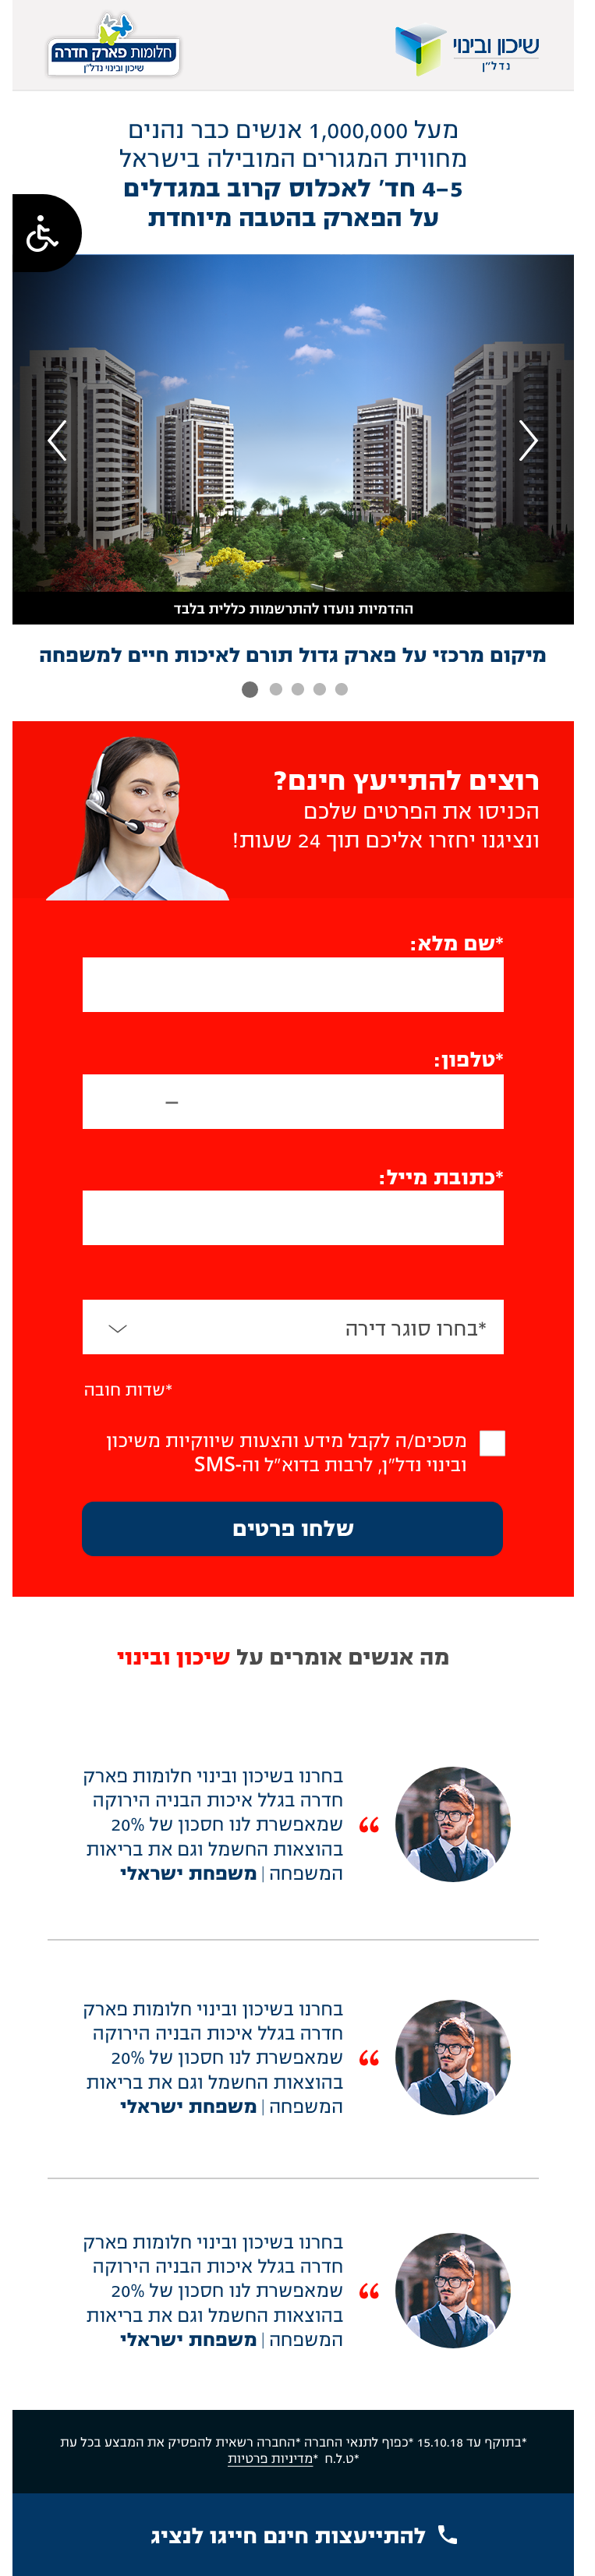 שיכון ובינוי
נדל"ן
חלומות פארק חדרה
שיכון ובינוי נדל"ן
מעל 1,000,000 אנשים כבר נהנים
מחווית המגורים המובילה בישראל
4-5 חד' לאכלוס קרוב במגדלים
על הפארק בהטבה מיוחדת
ההדמיות נועדו להתרשמות כללית בלבד
מיקום מרכזי על פארק גדול תורם לאיכות חיים למשפחה
רוצים להתייעץ חינם?
הכניסו את הפרטים שלכם
ונציגנו יחזרו אליכם תוך 24 שעות!
*שם מלא:
*טלפון:
–
*כתובת מייל:
*בחרו סוגר דירה
*שדות חובה
מסכים/ה לקבל מידע והצעות שיווקיות משיכון
ובינוי נדל"ן, לרבות בדוא"ל וה-SMS
שלחו פרטים
מה אנשים אומרים על שיכון ובינוי
בחרנו בשיכון ובינוי חלומות פארק
חדרה בגלל איכות הבניה הירוקה
“ שמאפשרת לנו חסכון של 20%
בהוצאות החשמל וגם את בריאות
המשפחה | משפחת ישראלי
בחרנו בשיכון ובינוי חלומות פארק
חדרה בגלל איכות הבניה הירוקה
“ שמאפשרת לנו חסכון של 20%
בהוצאות החשמל וגם את בריאות
המשפחה | משפחת ישראלי
בחרנו בשיכון ובינוי חלומות פארק
חדרה בגלל איכות הבניה הירוקה
“ שמאפשרת לנו חסכון של 20%
בהוצאות החשמל וגם את בריאות
המשפחה | משפחת ישראלי
*בתוקף עד 15.10.18 *כפוף לתנאי החברה *החברה רשאית להפסיק את המבצע בכל עת
*ט.ל.ח *מדיניות פרטיות
להתייעצות חינם חייגו לנציג